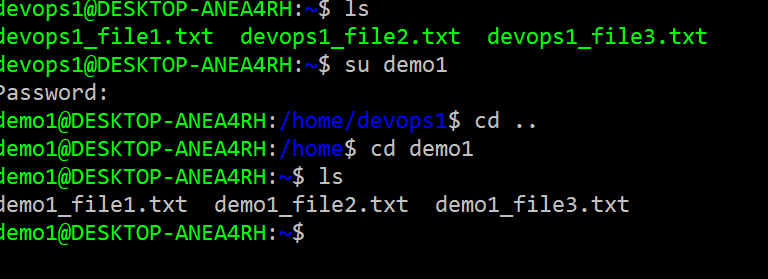 devops1@DESKTOP-ANEA4RH:~$ ls
devops1_file1.txt  devops1_file2.txt  devops1_file3.txt
devops1@DESKTOP-ANEA4RH:~$ su demo1
Password:
demo1@DESKTOP-ANEA4RH:/home/devops1$ cd ..
demo1@DESKTOP-ANEA4RH:/home$ cd demo1
demo1@DESKTOP-ANEA4RH:~$ ls
demo1_file1.txt  demo1_file2.txt  demo1_file3.txt
demo1@DESKTOP-ANEA4RH:~$